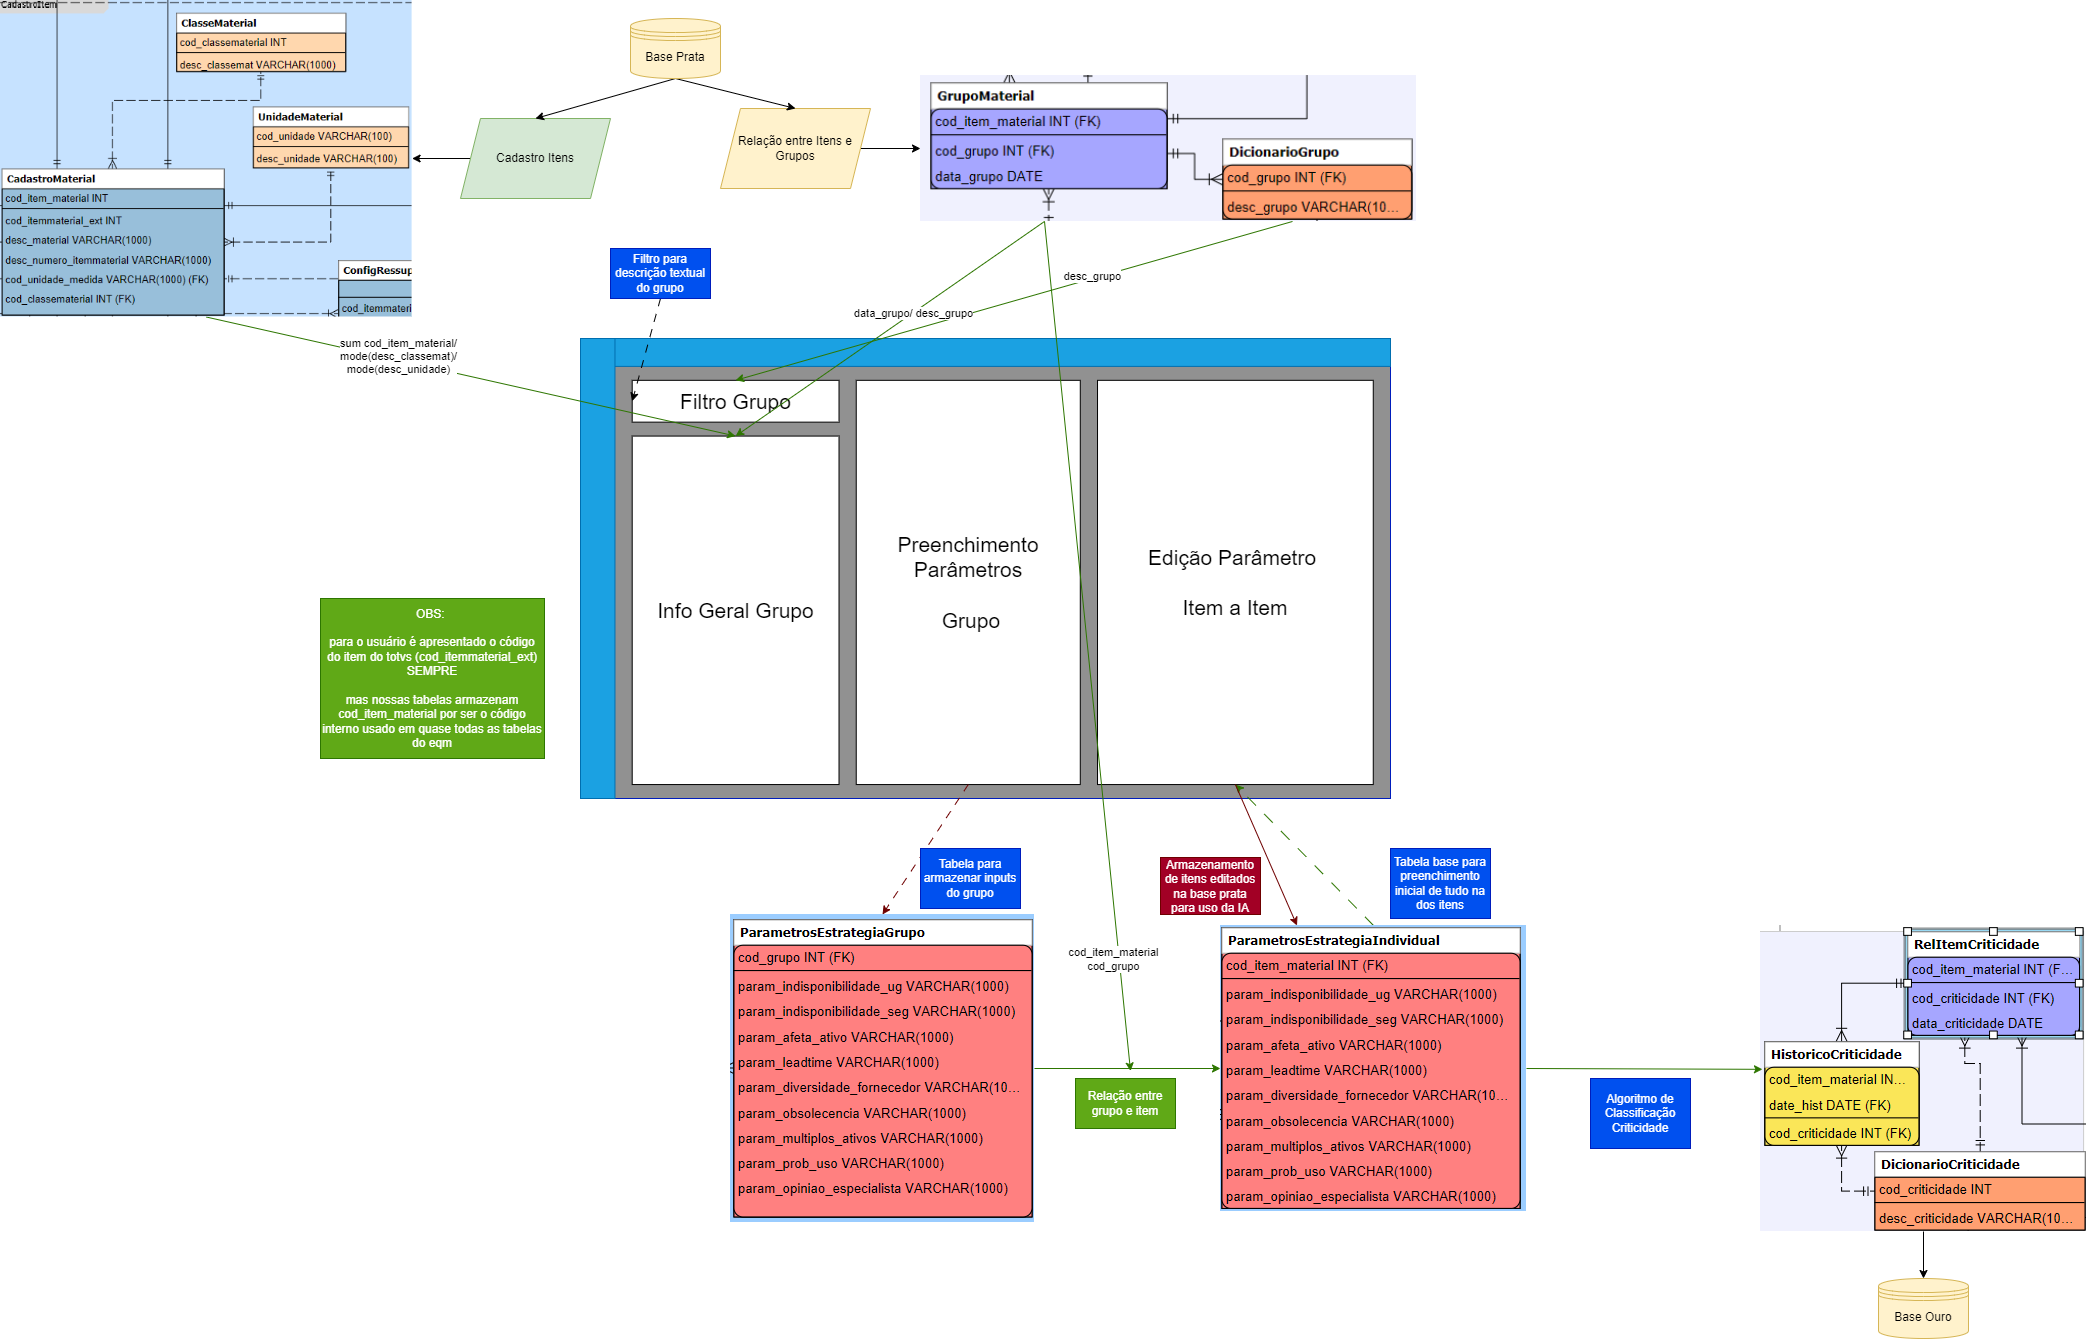 CadastroItem
ClasseMaterial
cod_classematerial INT
desc_classemat VARCHAR(1000)
UnidadeMaterial
cod_unidade VARCHAR(100)
desc_unidade VARCHAR(100)
CadastroMaterial
cod_item_material INT
cod_itemmaterial_ext INT
desc_material VARCHAR(1000)
desc_numero_itemmaterial VARCHAR(1000)
cod_unidade_medida VARCHAR(1000) (FK)
cod_classematerial INT (FK)
ConfigRessup
cod_itemmateri
Base Prata
Cadastro Itens
Relação entre Itens e
Grupos
GrupoMaterial
cod_item_material INT (FK)
cod_grupo INT (FK)
data_grupo DATE
DicionarioGrupo
cod_grupo INT (FK)
desc_grupo VARCHAR(10...
Filtro para
descrição textual
do grupo
desc_grupo
data_grupo/ desc_grupo
sum cod_item_material/
mode(desc_classemat)/
mode(desc_unidade)
Filtro Grupo
Info Geral Grupo
Preenchimento
Parâmetros
Grupo
Edição Parâmetro
Item a Item
OBS:
para o usuário é apresentado o código
do item do totvs (cod_itemmaterial_ext)
SEMPRE
mas nossas tabelas armazenam
cod_item_material por ser o código
interno usado em quase todas as tabelas
do eqm
Tabela para
armazenar inputs
do grupo
Armazenamento
de itens editados
na base prata
para uso da IA
Tabela base para
preenchimento
inicial de tudo na
dos itens
ParametrosEstrategiaGrupo
cod_grupo INT (FK)
param_indisponibilidade_ug VARCHAR(1000)
param_indisponibilidade_seg VARCHAR(1000)
param_afeta_ativo VARCHAR(1000)
param_leadtime VARCHAR(1000)
param_diversidade_fornecedor VARCHAR(10...
param_obsolecencia VARCHAR(1000)
param_multiplos_ativos VARCHAR(1000)
param_prob_uso VARCHAR(1000)
param_opiniao_especialista VARCHAR(1000)
cod_item_material
cod_grupo
Relação entre
grupo e item
ParametrosEstrategiaIndividual
cod_item_material INT (FK)
param_indisponibilidade_ug VARCHAR(1000)
param_indisponibilidade_seg VARCHAR(1000)
param_afeta_ativo VARCHAR(1000)
param_leadtime VARCHAR(1000)
param_diversidade_fornecedor VARCHAR(10...
param_obsolecencia VARCHAR(1000)
param_multiplos_ativos VARCHAR(1000)
param_prob_uso VARCHAR(1000)
param_opiniao_especialista VARCHAR(1000)
Algoritmo de
Classificação
Criticidade
RelItemCriticidade
cod_item_material INT (F...
cod_criticidade INT (FK)
data_criticidade DATE
HistoricoCriticidade
cod_item_material IN...
date_hist DATE (FK)
cod_criticidade INT (FK)
DicionarioCriticidade
cod_criticidade INT
desc_criticidade VARCHAR(10...
Base Ouro